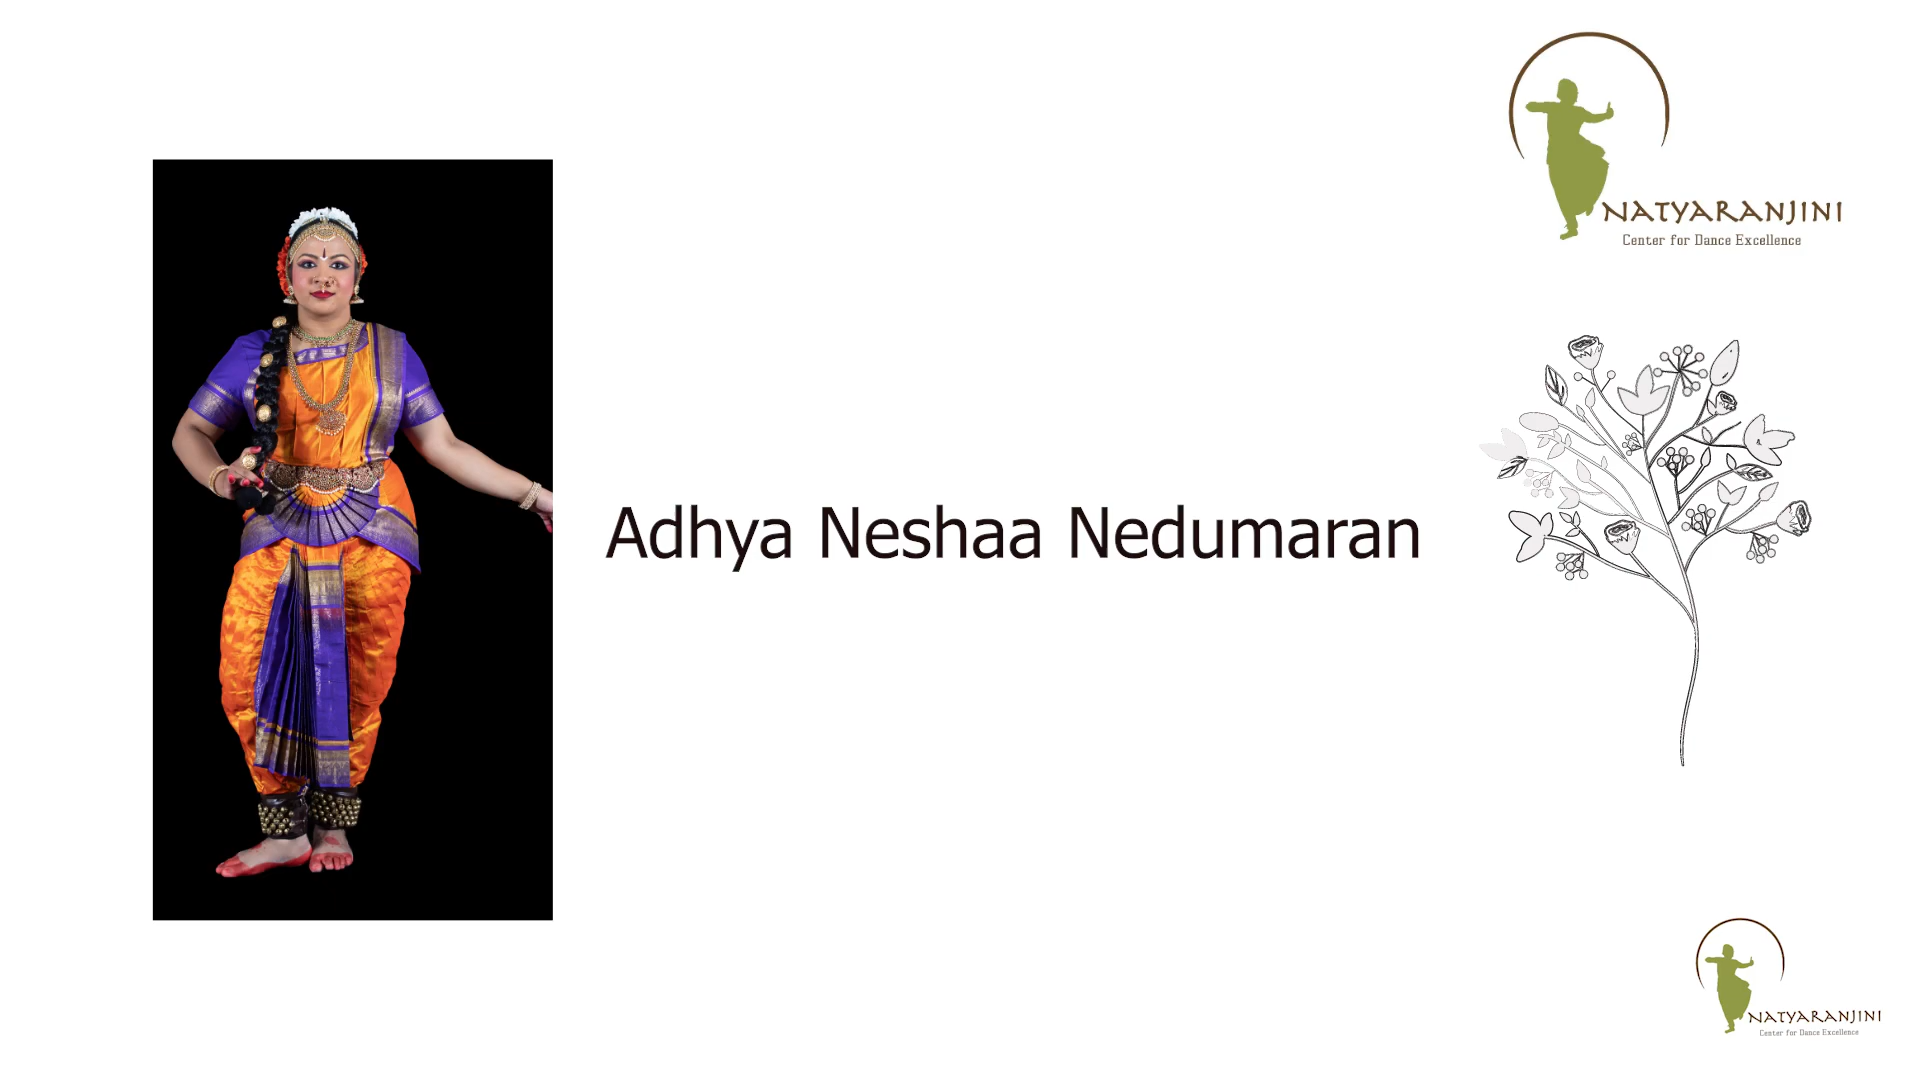 NATYARANJINI
Center for Dance Excellence
Adhya Neshaa Nedumaran
NATYARANJINI
Center for Dance Excellence